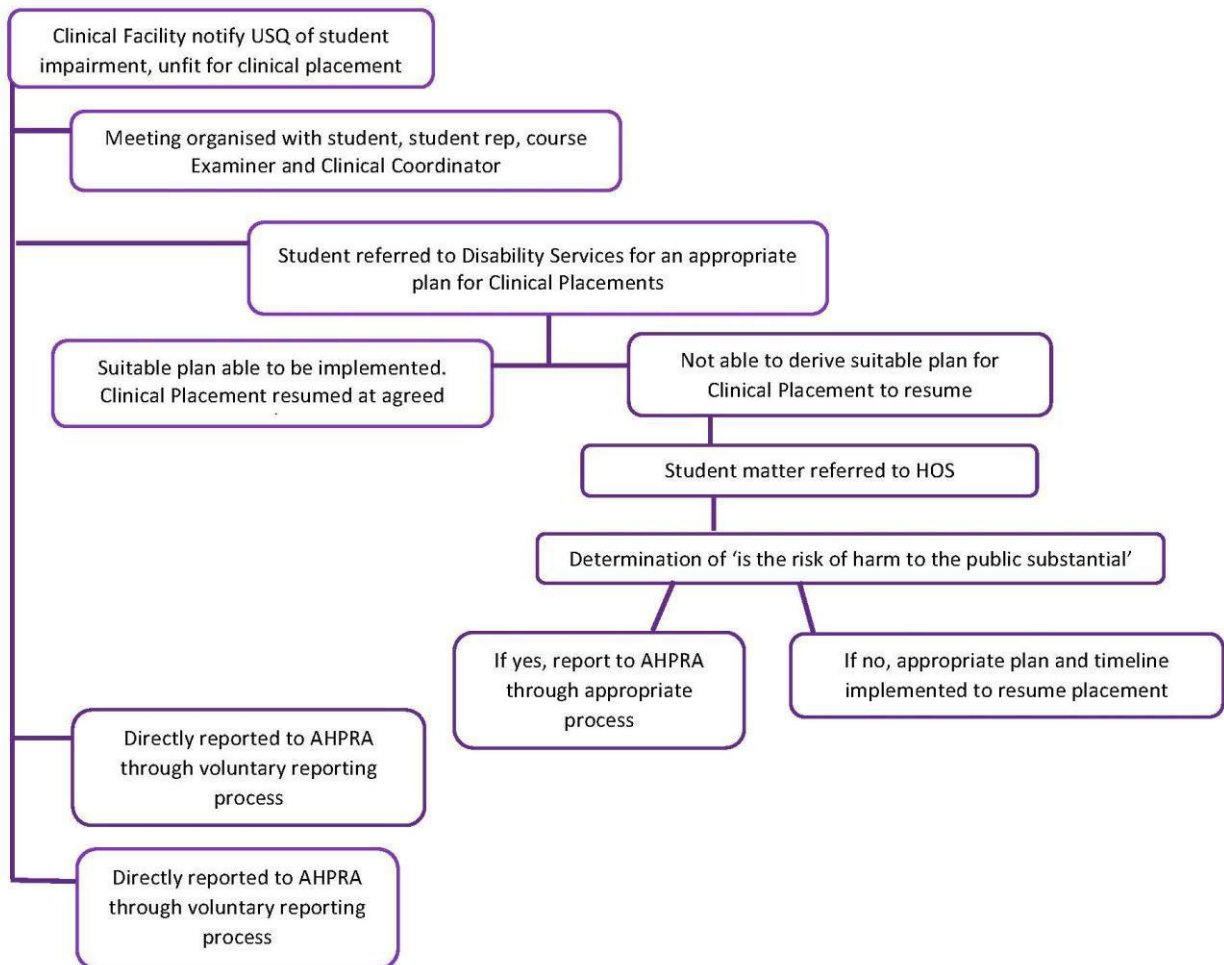 Clinical Facility notify USQ of student
impairment, unfit for clinical placement
Meeting organised with student, student rep, course
Examiner and Clinical Coordinator
Student referred to Disability Services for an appropriate
plan for Clinical Placements
Suitable plan able to be implemented.
Clinical Placement resumed at agreed
Not able to derive suitable plan for
Clinical Placement to resume
Student matter referred to HOS
Determination of ‘is the risk of harm to the public substantial’
If yes, report to AHPRA
through appropriate
process
If no, appropriate plan and timeline
implemented to resume placement
Directly reported to AHPRA
through voluntary reporting
process
Directly reported to AHPRA
through voluntary reporting
process